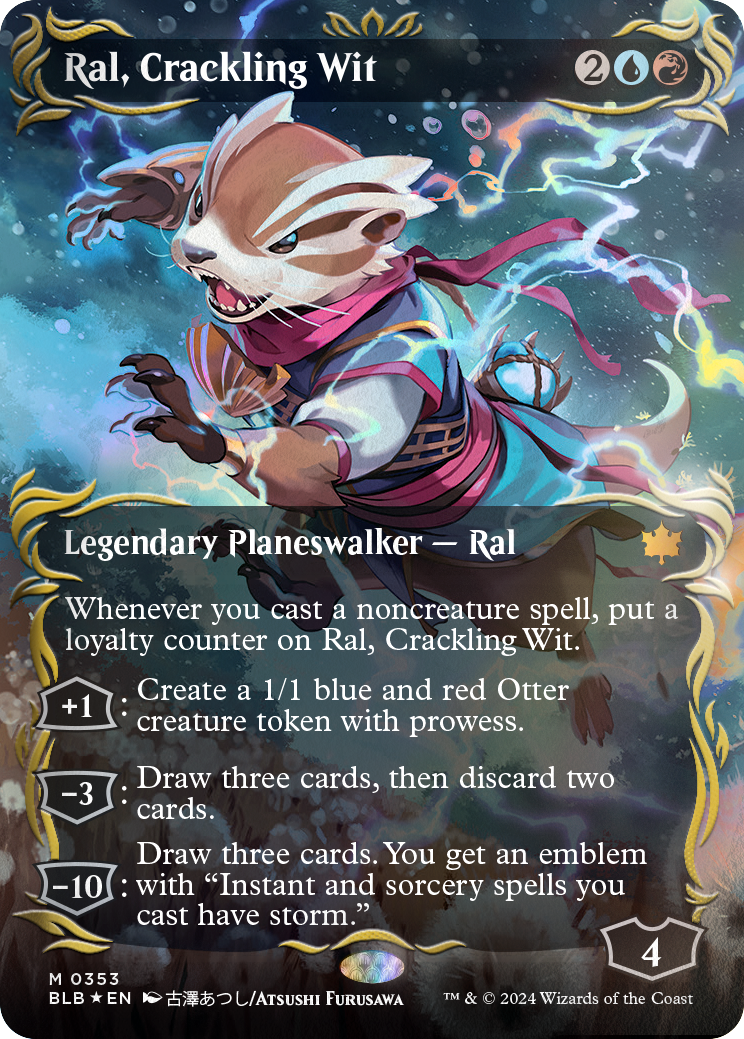 Ral, Crackling Wit 2
Legendary Planeswalker — Ral
Whenever you cast a noncreature spell, put a
loyalty counter on Ral, Crackling Wit.
+1 : Create a 1/1 blue and red Otter
creature token with prowess.
−3 : Draw three cards, then discard two
cards.
Draw three cards. You get an emblem
−10 : with “Instant and sorcery spells you
cast have storm.”
4
M 0353
BLB ★ EN 古澤あつし/Atsushi Furusawa ™ & © 2024 Wizards of the Coast